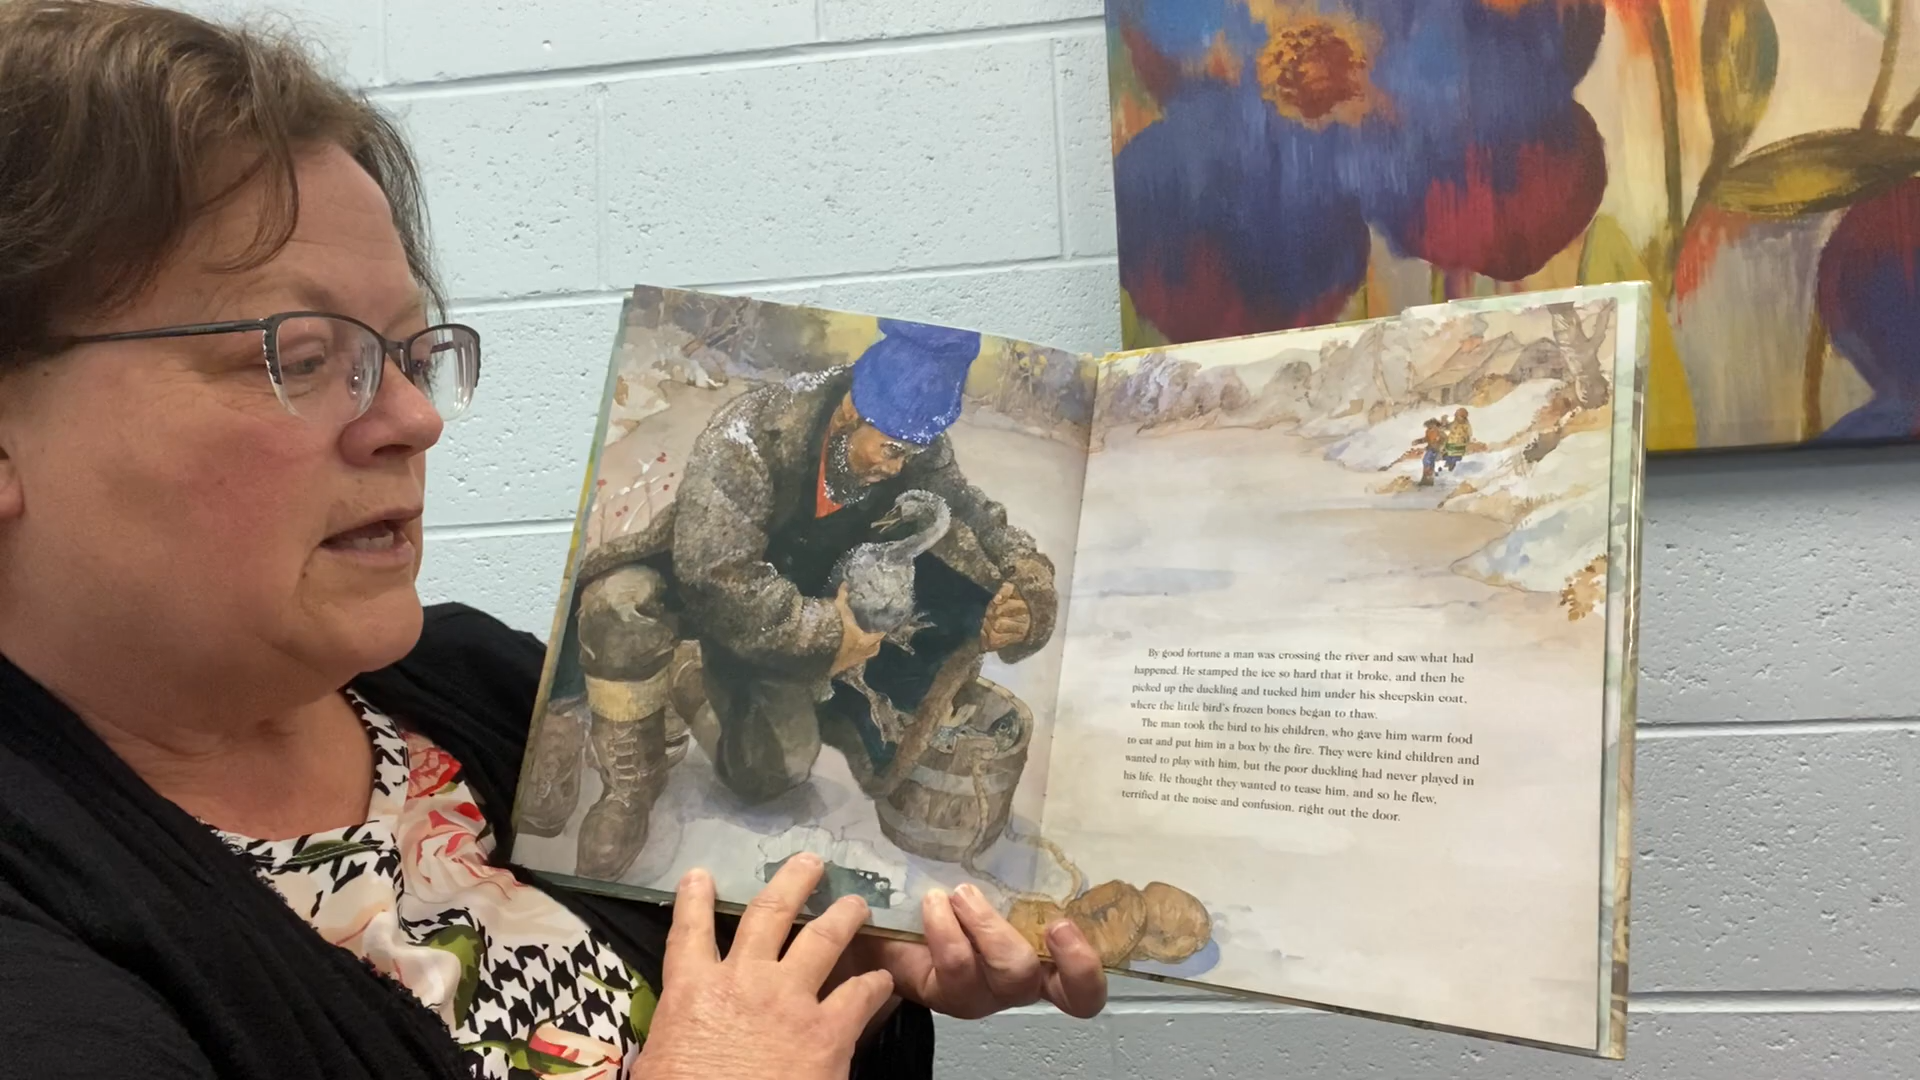 By good fortune a man was crossing the river and saw what had
happened. He stamped the ice so hard that it broke, and then he
picked up the duckling and tucked him under his sheepskin coat,
where the little bird's frozen bones began to thaw.
The man took the bird to his children, who gave him warm food
to eat and put him in a box by the fire. They were kind children and
wanted to play with him, but the poor duckling had never played in
his life. He thought they wanted to tease him, and so he flew,
terrified at the noise and confusion, right out the door.